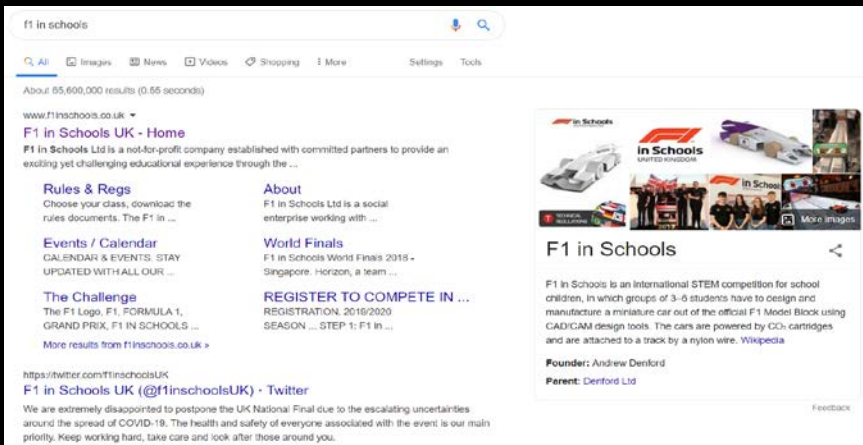 f1 in schools
All Images News Videos Shopping More Settings Tools
About 65,600,000 results (0.55 seconds)
www.f1inschools.co.uk
F1 in Schools UK - Home
F1 in Schools Ltd is a not-for-profit company established with committed partners to provide an
exciting yet challenging educational experience through the ...
Rules & Regs
Choose your class, download the
rules documents. The F1 in ...
About
F1 in Schools Ltd is a social
enterprise working with ...
Events / Calendar
CALENDAR & EVENTS. STAY
UPDATED WITH ALL OUR ...
World Finals
F1 in Schools World Finals 2018 -
Singapore. Horizon, a team ...
The Challenge
The F1 Logo, F1, FORMULA 1,
GRAND PRIX, F1 IN SCHOOLS ...
REGISTER TO COMPETE IN ...
REGISTRATION. 2019/2020
SEASON ... STEP 1: F1 in ...
More results from f1inschools.co.uk »
https://twitter.com/f1inschoolsUK
F1 in Schools UK (@f1inschoolsUK) · Twitter
We are extremely disappointed to postpone the UK National Final due to the escalating uncertainties
around the spread of COVID-19. The health and safety of everyone associated with the event is our main
priority. Keep working hard, take care and look after those around you.
in Schools
in Schools
UNITED KINGDOM
in Schools
More images
F1 in Schools
F1 in Schools is an international STEM competition for school
children, in which groups of 3–6 students have to design and
manufacture a miniature car out of the official F1 Model Block using
CAD/CAM design tools. The cars are powered by CO₂ cartridges
and are attached to a track by a nylon wire. Wikipedia
Founder: Andrew Denford
Parent: Denford Ltd
Feedback